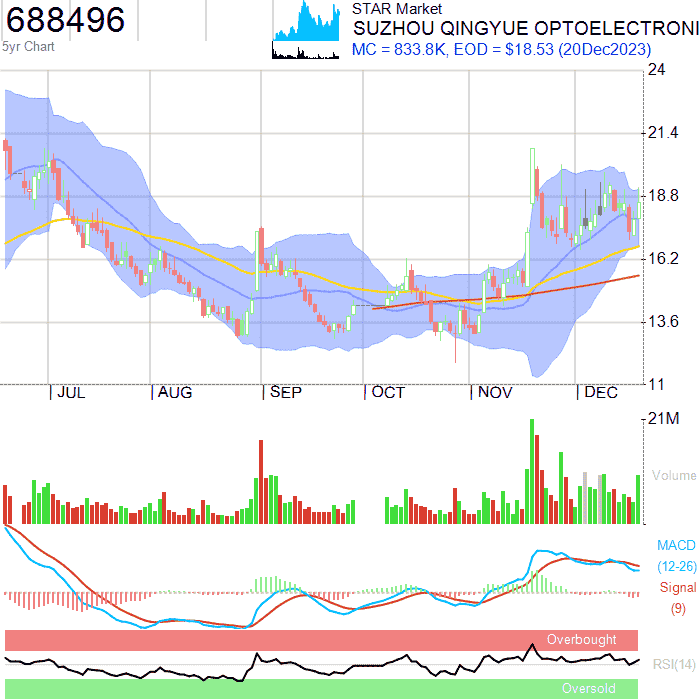 688496
5yr Chart
STAR Market
SUZHOU QINGYUE OPTOELECTRONI
MC = 833.8K, EOD = $18.53 (20Dec2023)
24
21.4
18.8
16.2
13.6
11
JUL AUG SEP OCT NOV DEC
21M
Volume
MACD
(12-26)
Signal
(9)
Overbought
RSI(14)
Oversold